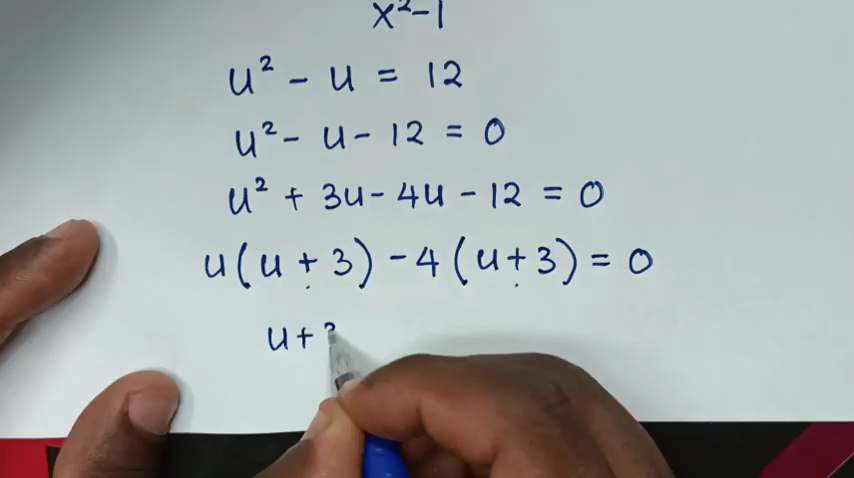 x²-1
u² - u = 12
u² - u - 12 = 0
u² + 3u - 4u - 12 = 0
u(u + 3) - 4(u + 3) = 0
u +